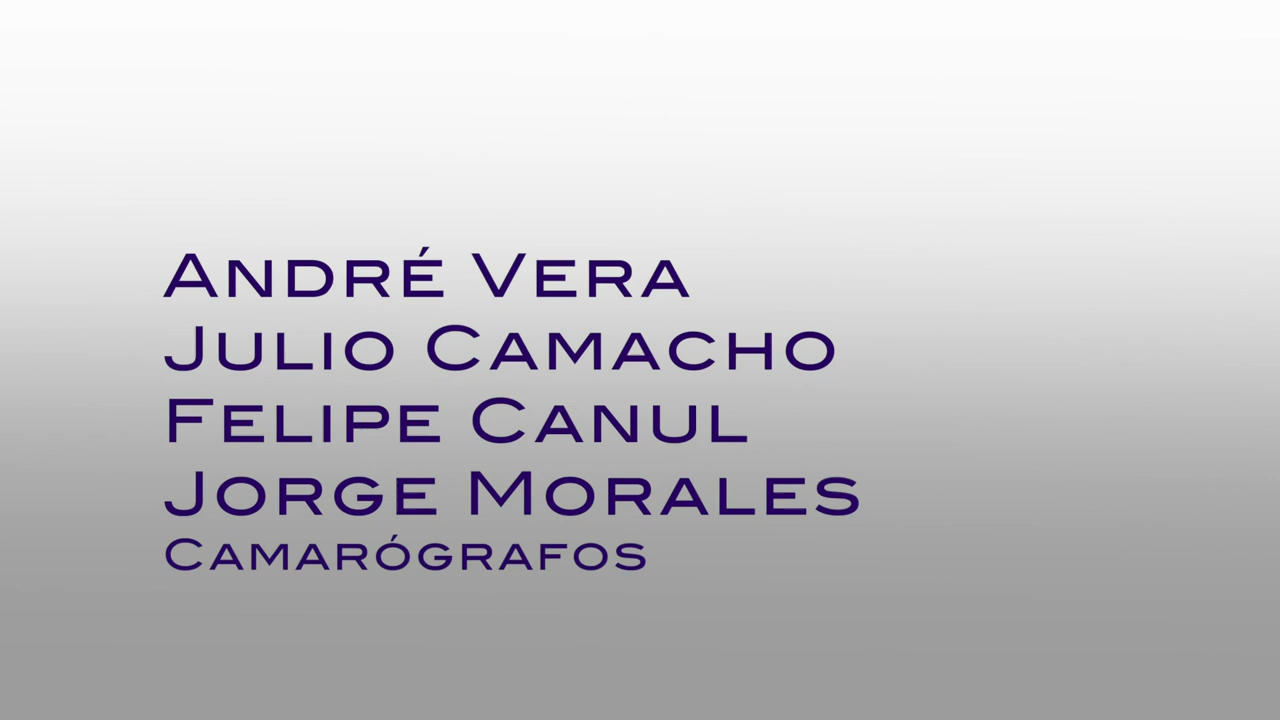 André Vera
Julio Camacho
Felipe Canul
Jorge Morales
Camarógrafos